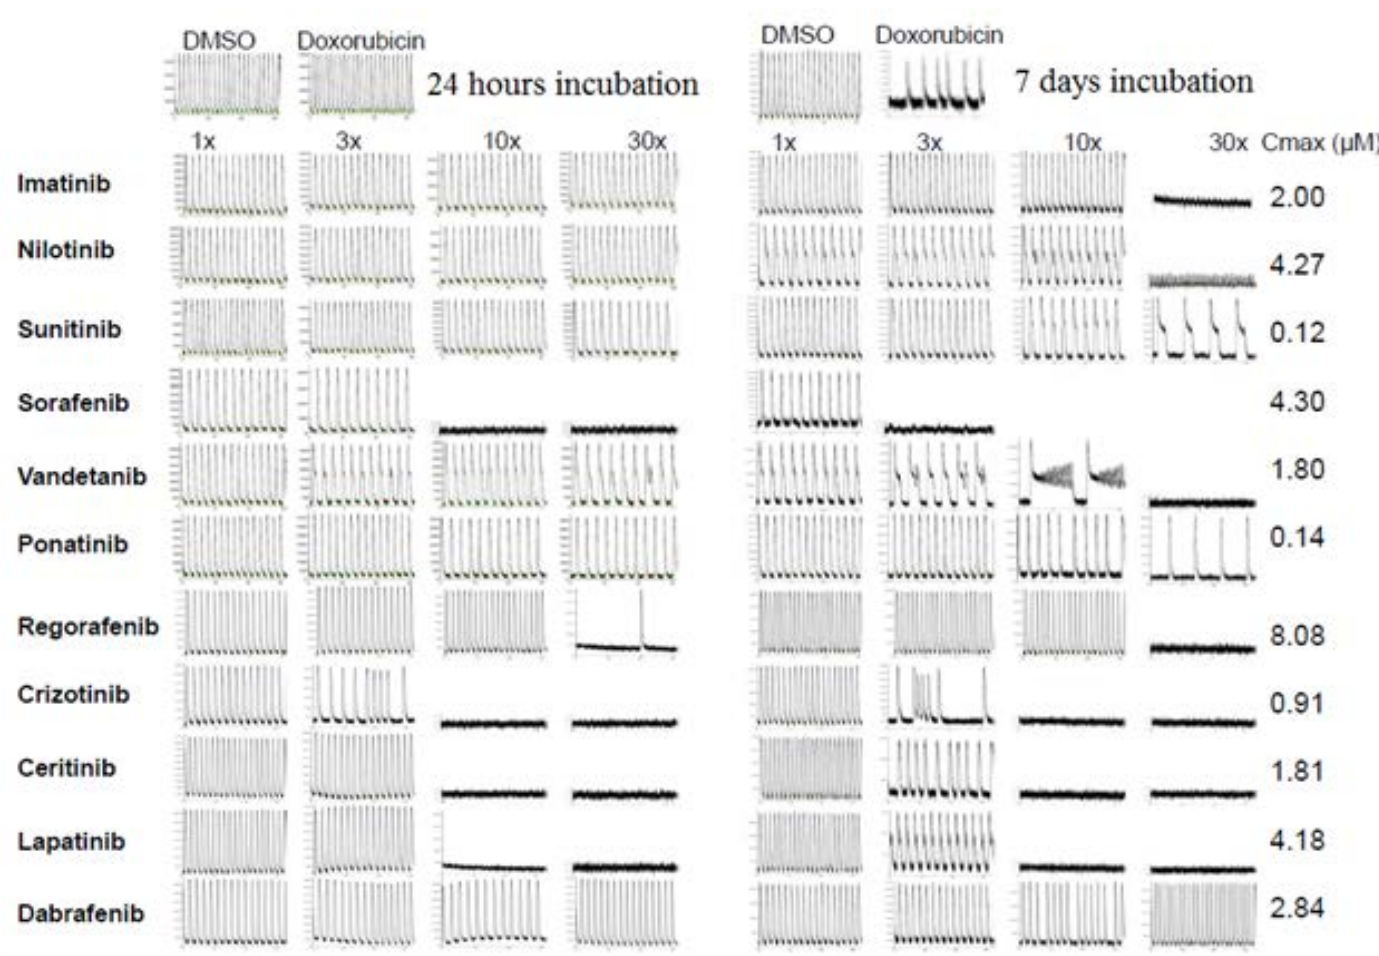 DMSO Doxorubicin DMSO Doxorubicin
24 hours incubation 7 days incubation
1x 3x 10x 30x 1x 3x 10x 30x Cmax (µM)
Imatinib 2.00
Nilotinib 4.27
Sunitinib 0.12
Sorafenib 4.30
Vandetanib 1.80
Ponatinib 0.14
Regorafenib 8.08
Crizotinib 0.91
Ceritinib 1.81
Lapatinib 4.18
Dabrafenib 2.84